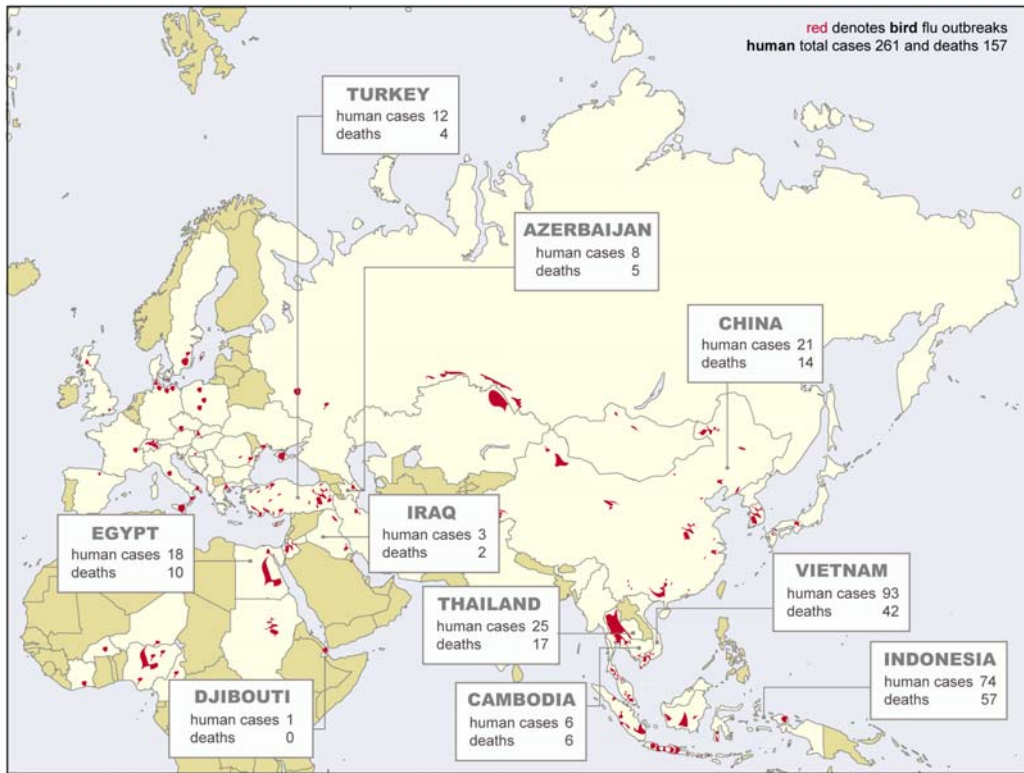 red denotes bird flu outbreaks
human total cases 261 and deaths 157
TURKEY
human cases 12
deaths 4
AZERBAIJAN
human cases 8
deaths 5
CHINA
human cases 21
deaths 14
IRAQ
human cases 3
deaths 2
EGYPT
human cases 18
deaths 10
VIETNAM
human cases 93
deaths 42
THAILAND
human cases 25
deaths 17
INDONESIA
human cases 74
deaths 57
DJIBOUTI
human cases 1
deaths 0
CAMBODIA
human cases 6
deaths 6